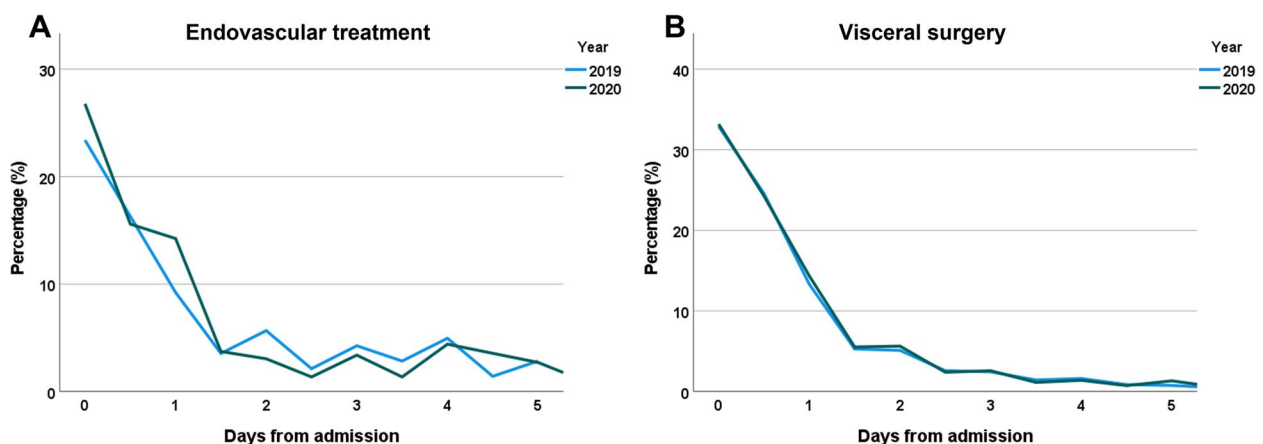 A
Endovascular treatment
Year
2019
2020
Percentage (%)
30
20
10
0
0 1 2 3 4 5
Days from admission
B
Visceral surgery
Year
2019
2020
Percentage (%)
40
30
20
10
0
0 1 2 3 4 5
Days from admission